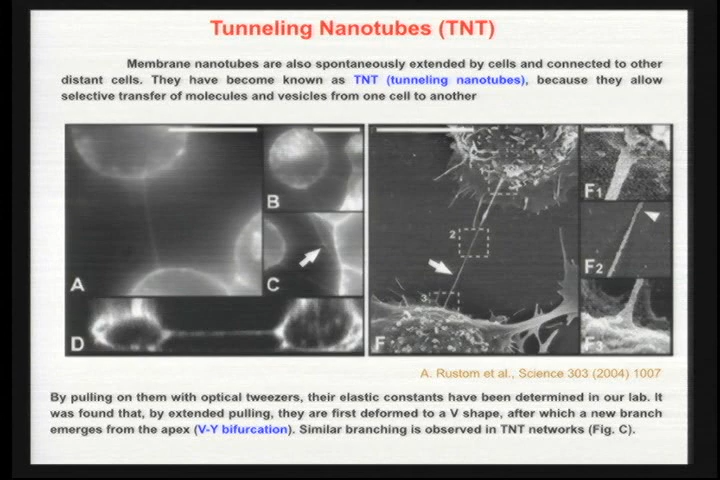 Tunneling Nanotubes (TNT)
Membrane nanotubes are also spontaneously extended by cells and connected to other
distant cells. They have become known as TNT (tunneling nanotubes), because they allow
selective transfer of molecules and vesicles from one cell to another
A
B
C
D
2
3
F
F1
F2
F3
A. Rustom et al., Science 303 (2004) 1007
By pulling on them with optical tweezers, their elastic constants have been determined in our lab. It
was found that, by extended pulling, they are first deformed to a V shape, after which a new branch
emerges from the apex (V-Y bifurcation). Similar branching is observed in TNT networks (Fig. C).